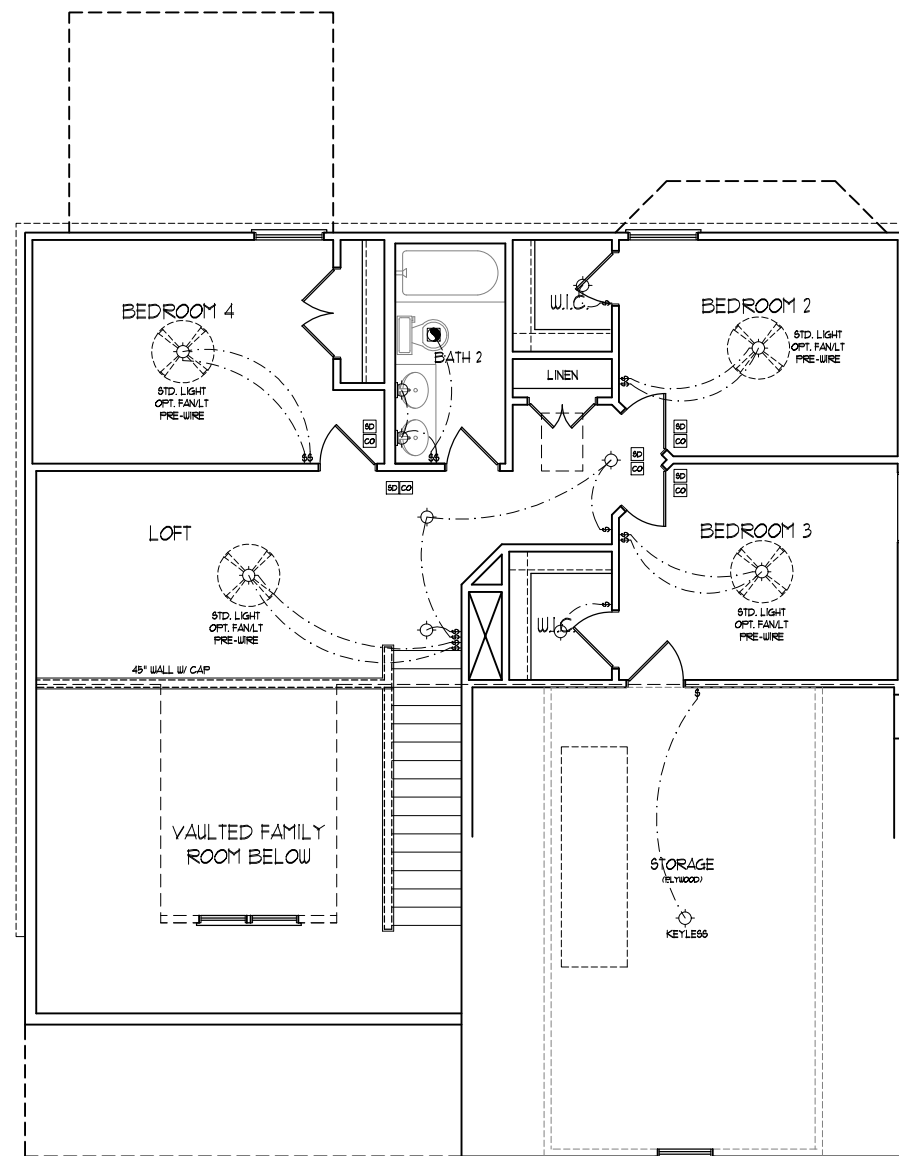 BEDROOM 4
STD. LIGHT
OPT. FAN/LT
PRE-WIRE
SD
CO
BATH 2
$$
W.I.C.
$
LINEN
BEDROOM 2
STD. LIGHT
OPT. FAN/LT
PRE-WIRE
$$
SD
CO
SD
CO
SD
CO
SD CO
$$
LOFT
STD. LIGHT
OPT. FAN/LT
PRE-WIRE
45" WALL W/ CAP
$
BEDROOM 3
STD. LIGHT
OPT. FAN/LT
PRE-WIRE
$$
$$
W.I.C.
$
$
VAULTED FAMILY
ROOM BELOW
STORAGE
(PLYWOOD)
KEYLESS